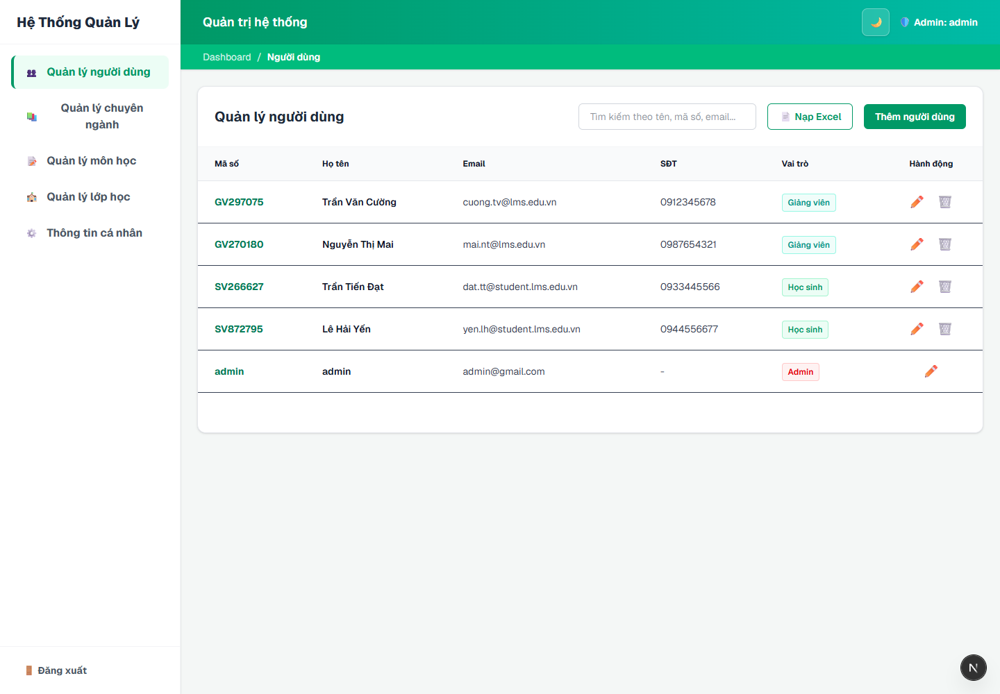 Hệ Thống Quản Lý
Quản lý người dùng
Quản lý chuyên
ngành
Quản lý môn học
Quản lý lớp học
Thông tin cá nhân
Đăng xuất
Quản trị hệ thống
Admin: admin
Dashboard / Người dùng
Quản lý người dùng
Tìm kiếm theo tên, mã số, email...
Nạp Excel
Thêm người dùng
Mã số Họ tên Email SĐT Vai trò Hành động
GV297075 Trần Văn Cường cuong.tv@lms.edu.vn 0912345678 Giảng viên
GV270180 Nguyễn Thị Mai mai.nt@lms.edu.vn 0987654321 Giảng viên
SV266627 Trần Tiến Đạt dat.tt@student.lms.edu.vn 0933445566 Học sinh
SV872795 Lê Hải Yến yen.lh@student.lms.edu.vn 0944556677 Học sinh
admin admin admin@gmail.com - Admin
N